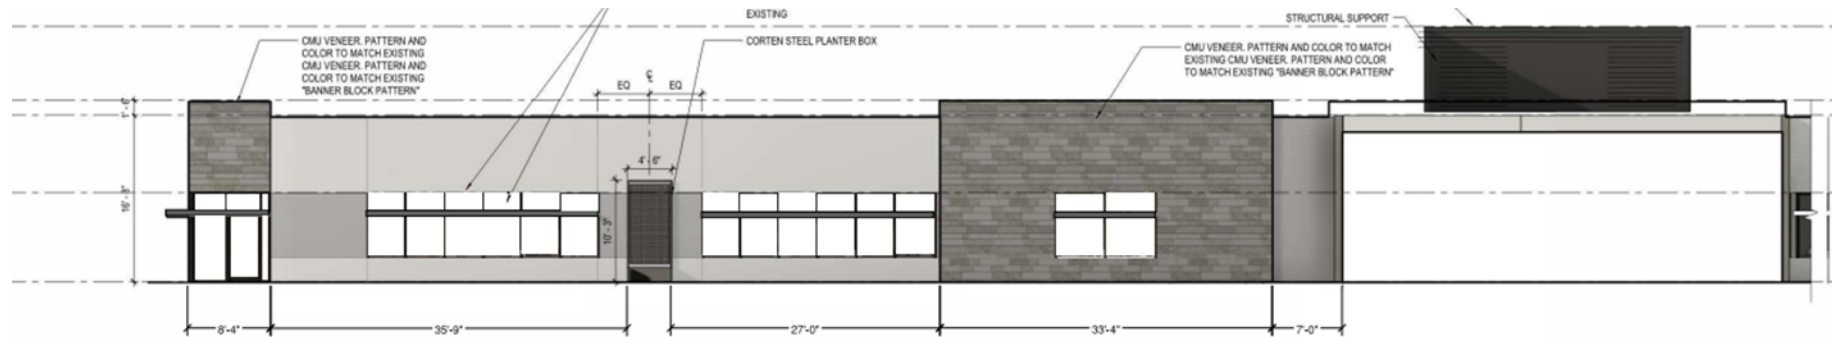 EXISTING
STRUCTURAL SUPPORT
CMU VENEER. PATTERN AND
COLOR TO MATCH EXISTING
CMU VENEER. PATTERN AND
COLOR TO MATCH EXISTING
"BANNER BLOCK PATTERN"
CORTEN STEEL PLANTER BOX
CMU VENEER. PATTERN AND COLOR TO MATCH
EXISTING CMU VENEER. PATTERN AND COLOR
TO MATCH EXISTING "BANNER BLOCK PATTERN"
EQ
EQ
1'-6"
4'-6"
16'-8"
10'-3"
8'-4"
35'-9"
27'-0"
33'-4"
7'-0"